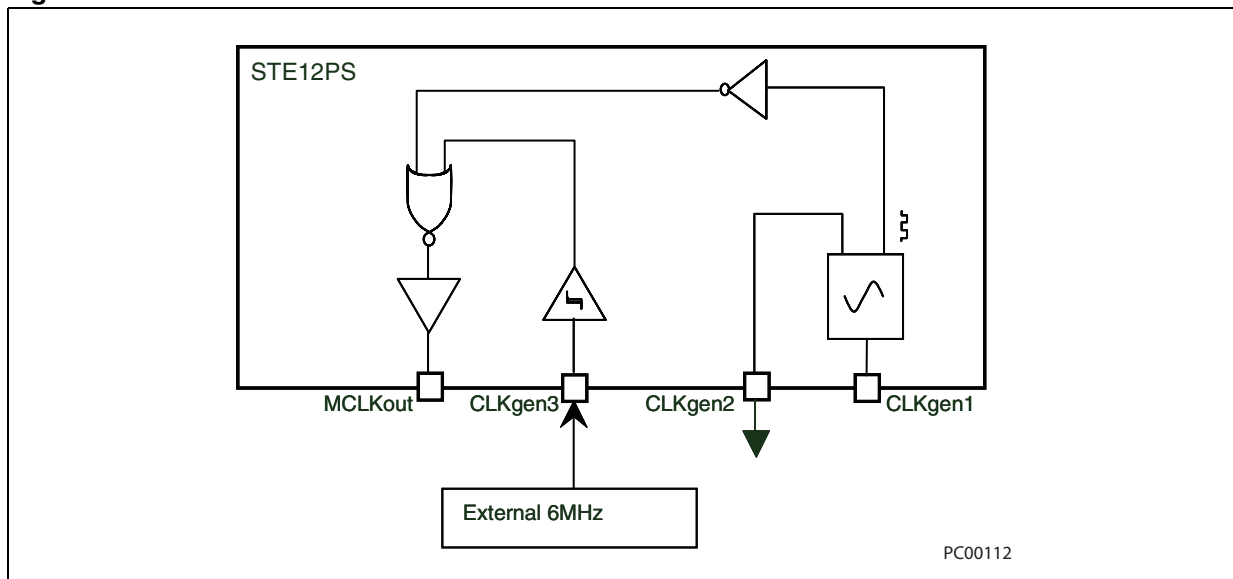 STE12PS
MCLKout
CLKgen3
CLKgen2
CLKgen1
External 6MHz
PC00112